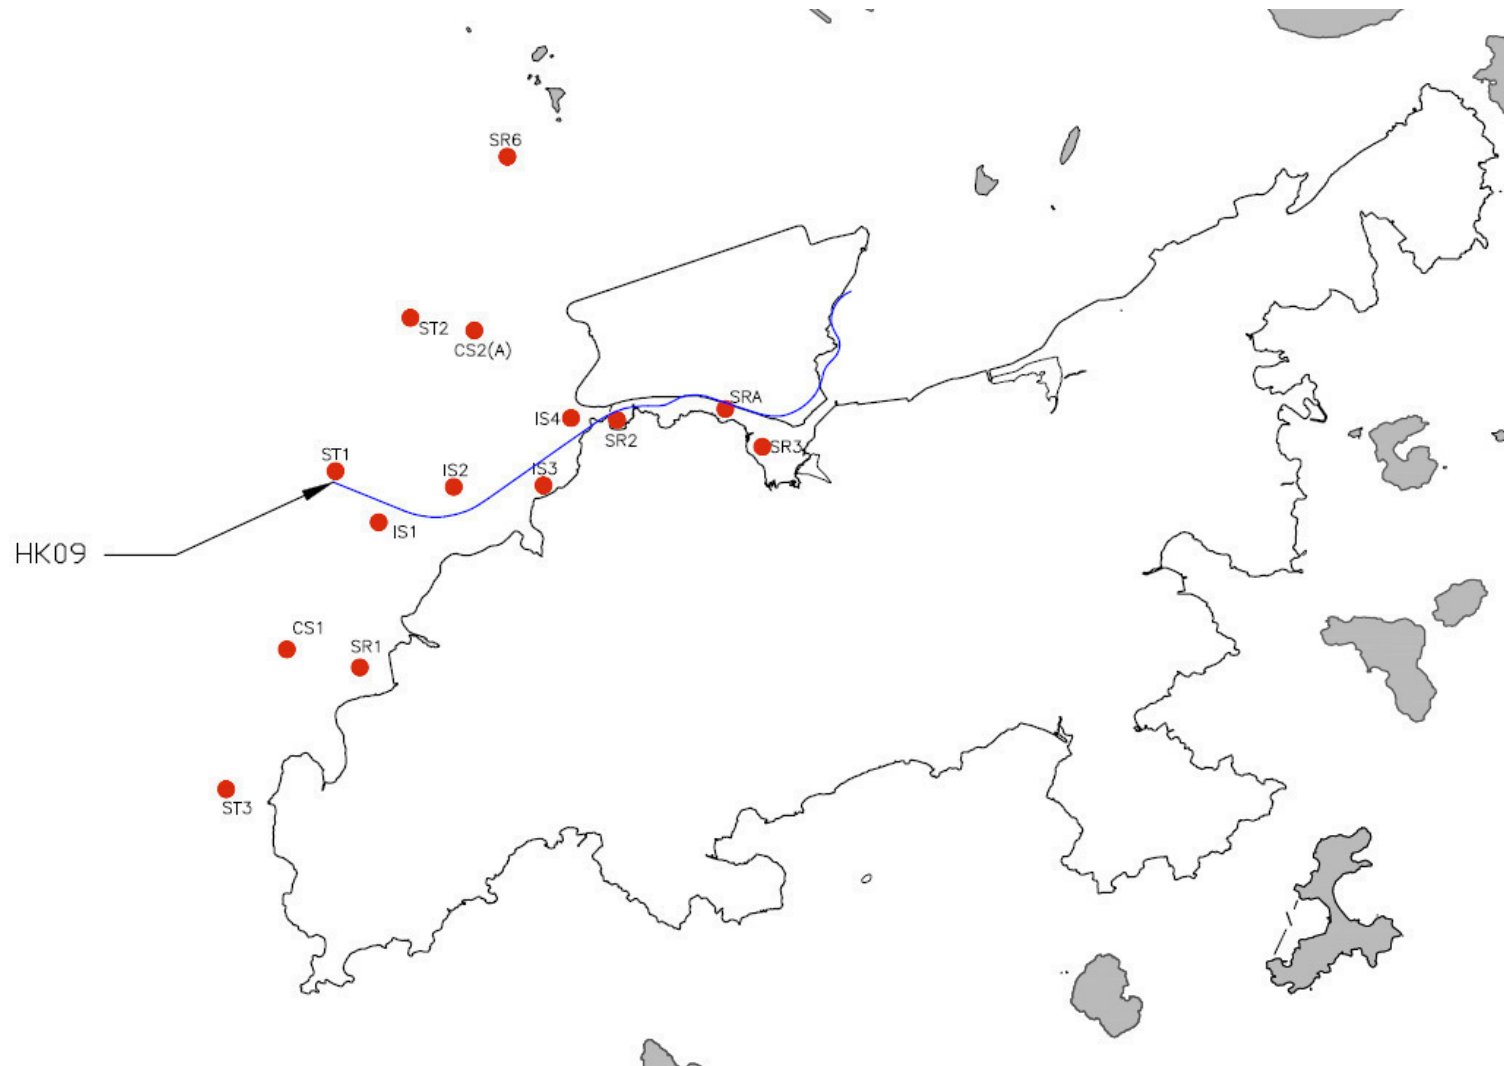 SR6
ST2
CS2(A)
SRA
IS4
SR2
SR3
ST1
IS2
IS3
IS1
HK09
CS1
SR1
ST3